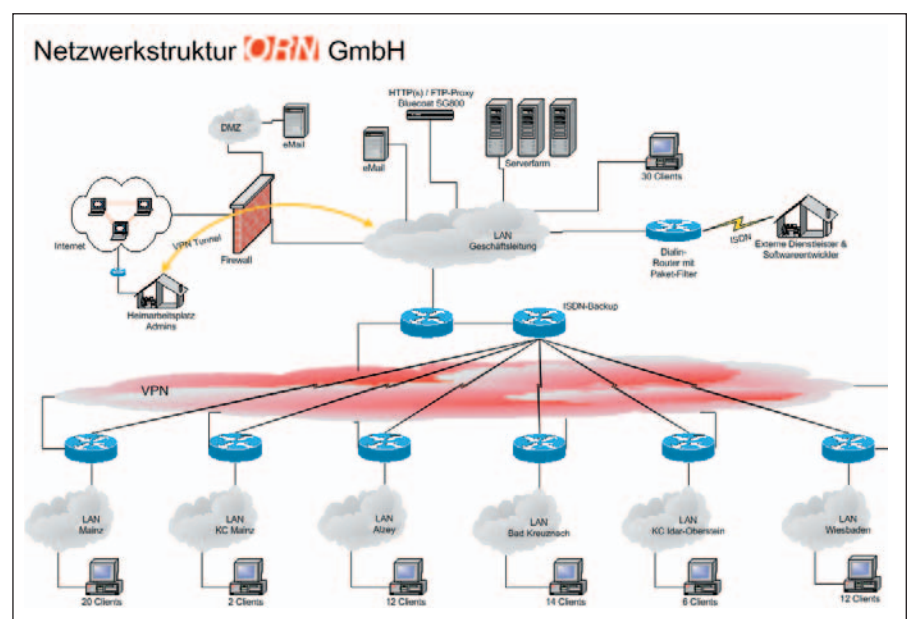 Netzwerkstruktur ORN GmbH
HTTP(s) / FTP-Proxy
Bluecoat SG800
DMZ
eMail
eMail
Serverfarm
30 Clients
Internet
VPN Tunnel
Firewall
LAN
Geschäftsleitung
ISDN
Dialin-
Router mit
Paket-Filter
Externe Dienstleister &
Softwareentwickler
Heimarbeitsplatz
Admins
ISDN-Backup
VPN
LAN
Mainz
LAN
KC Mainz
LAN
Alzey
LAN
Bad Kreuznach
LAN
KC Idar-Oberstein
LAN
Wiesbaden
20 Clients
2 Clients
12 Clients
14 Clients
6 Clients
12 Clients